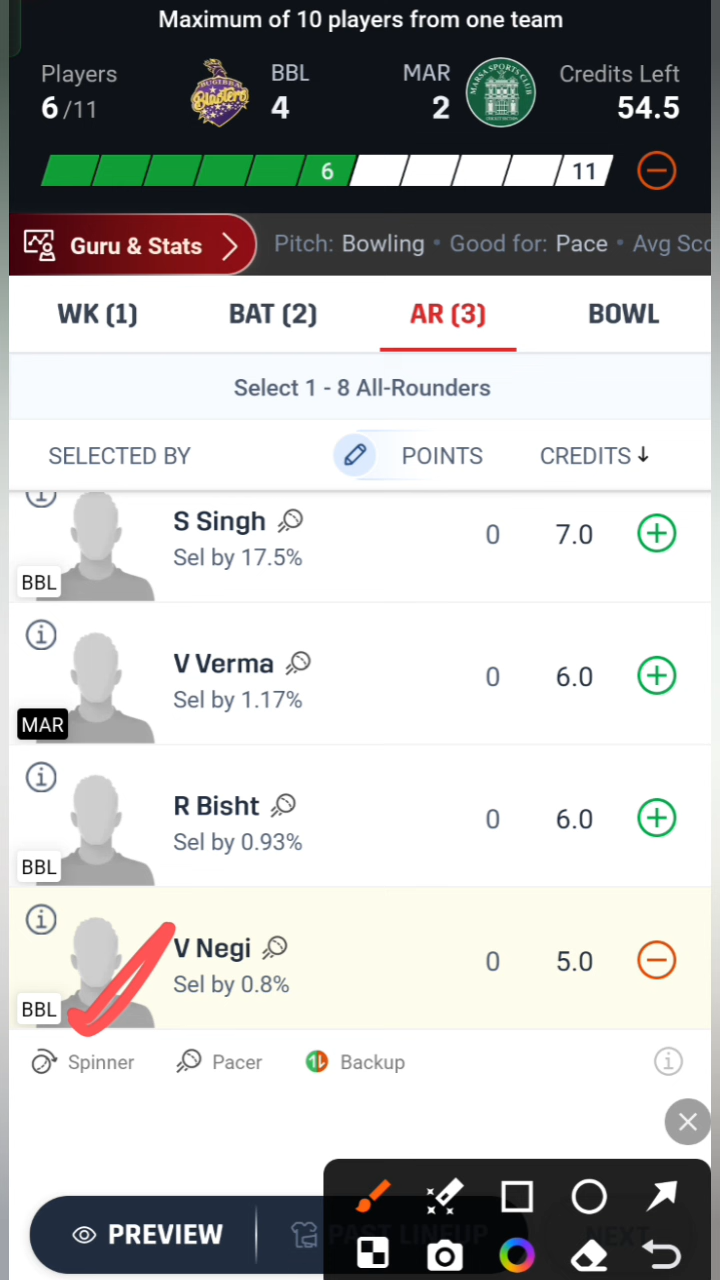 Maximum of 10 players from one team
Players BBL MAR Credits Left
6 /11 4 2 54.5
6 11
Guru & Stats Pitch: Bowling • Good for: Pace • Avg Sco
WK (1) BAT (2) AR (3) BOWL
Select 1 - 8 All-Rounders
SELECTED BY POINTS CREDITS
S Singh
Sel by 17.5%
0 7.0
BBL
V Verma
Sel by 1.17%
0 6.0
MAR
R Bisht
Sel by 0.93%
0 6.0
BBL
V Negi
Sel by 0.8%
0 5.0
BBL
Spinner Pacer Backup
PREVIEW PAST LINEUP NEXT